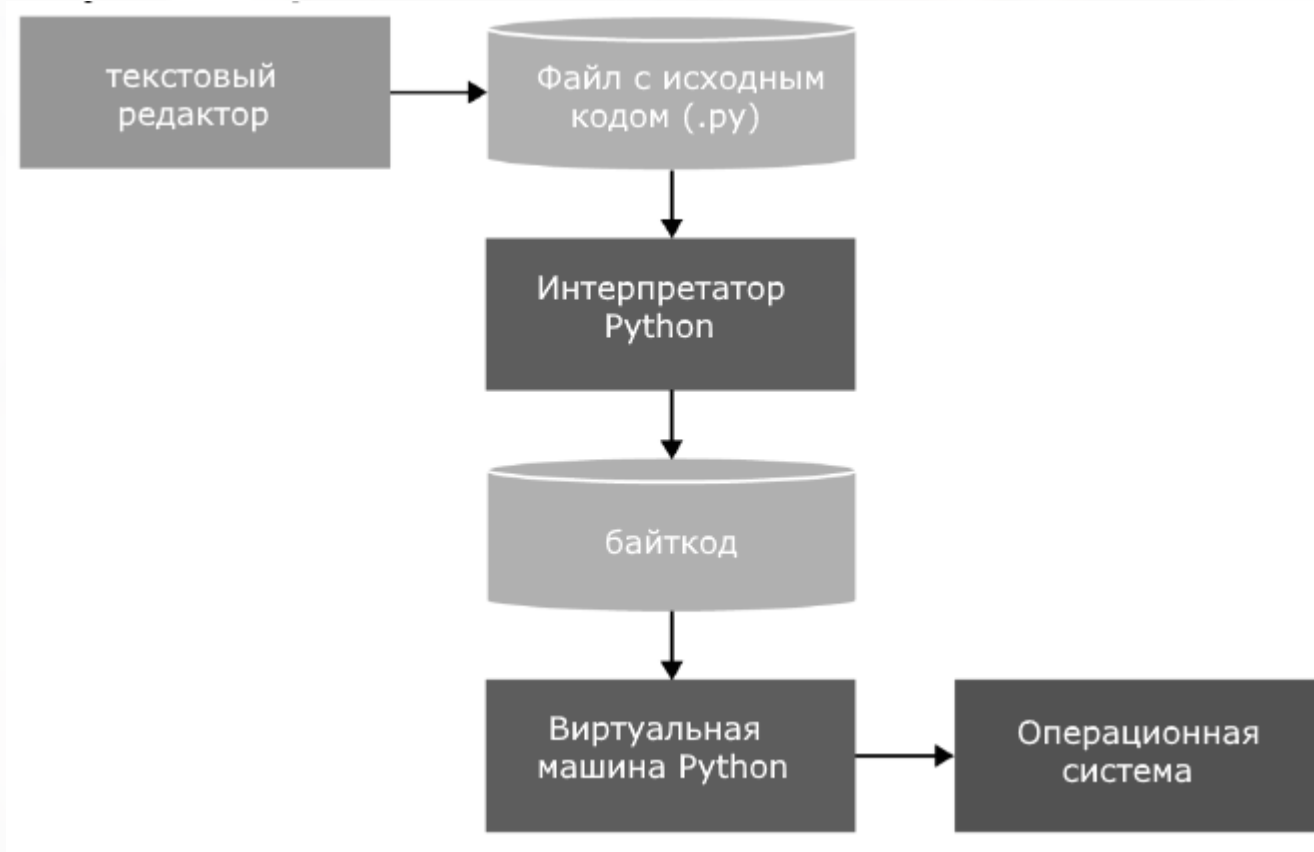 текстовый
редактор
Файл с исходным
кодом (.py)
Интерпретатор
Python
байткод
Виртуальная
машина Python
Операционная
система